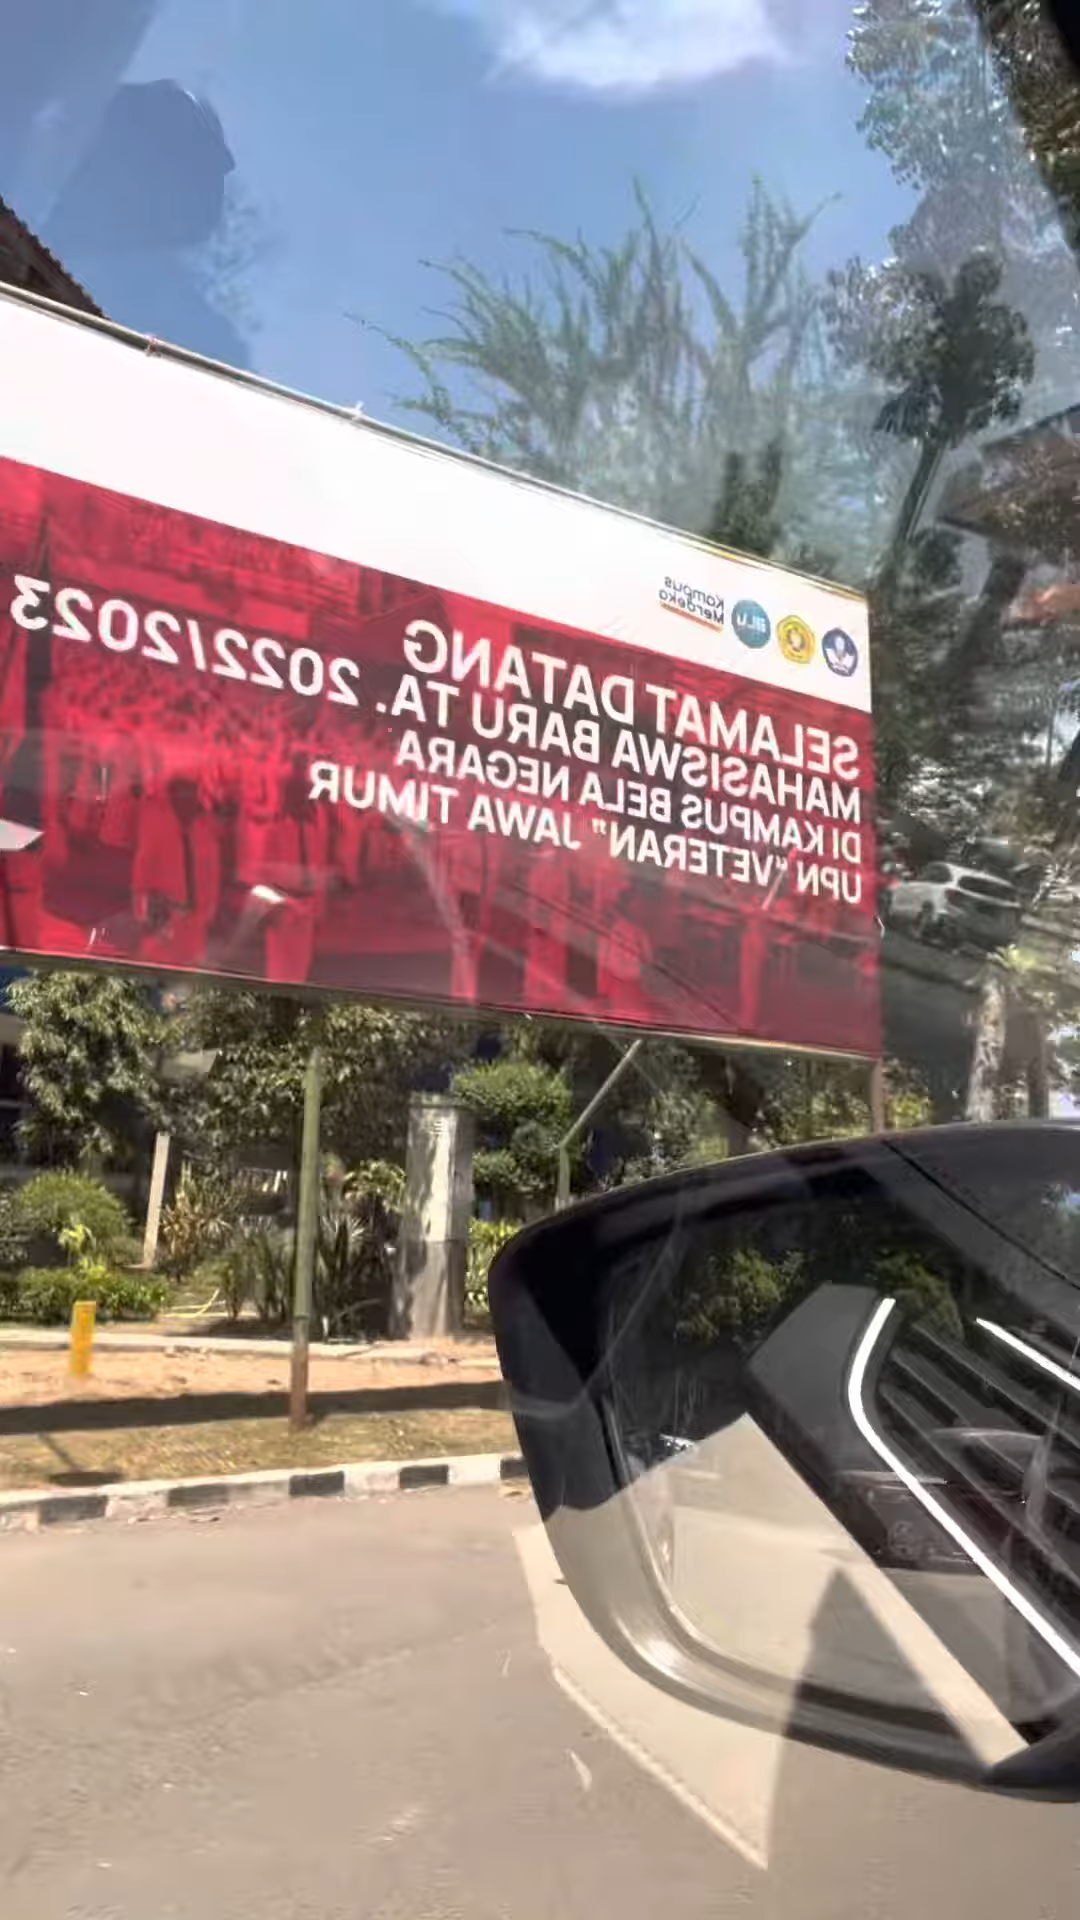 Kampus
Merdeka
BLU
SELAMAT DATANG
MAHASISWA BARU TA. 2022/2023
DI KAMPUS BELA NEGARA
UPN "VETERAN" JAWA TIMUR